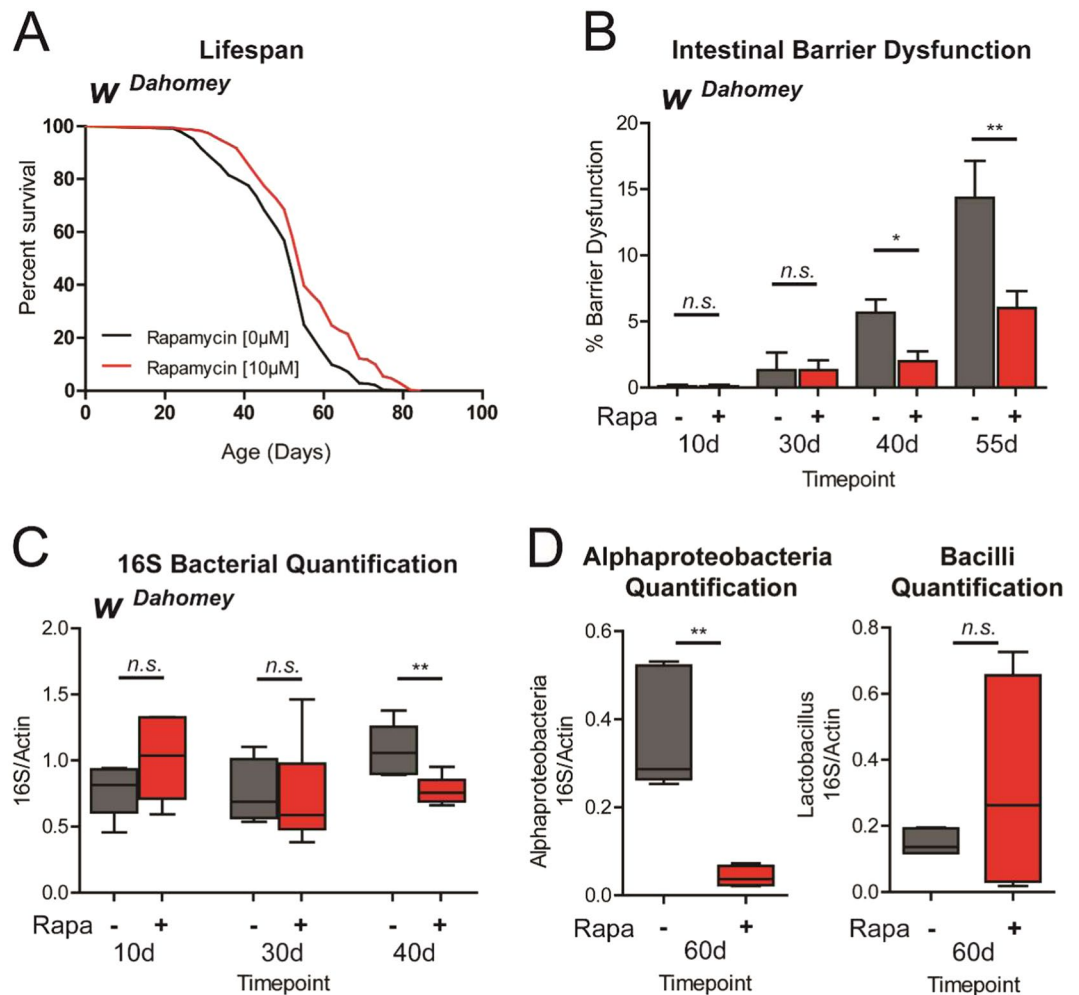 A
Lifespan
w Dahomey
Percent survival
100
80
60
40
20
0
Rapamycin [0µM]
Rapamycin [10µM]
0 20 40 60 80 100
Age (Days)
B
Intestinal Barrier Dysfunction
w Dahomey
% Barrier Dysfunction
20
15
10
5
0
n.s. n.s. * **
Rapa - + - + - + - +
10d 30d 40d 55d
Timepoint
C
16S Bacterial Quantification
w Dahomey
16S/Actin
2.0
1.5
1.0
0.5
0.0
n.s. n.s. **
Rapa - + - + - +
10d 30d 40d
Timepoint
D
Alphaproteobacteria
Quantification
Alphaproteobacteria
16S/Actin
0.6
0.4
0.2
0.0
**
Rapa - +
60d
Timepoint
Bacilli
Quantification
Lactobacillus
16S/Actin
0.8
0.6
0.4
0.2
0.0
n.s.
Rapa - +
60d
Timepoint